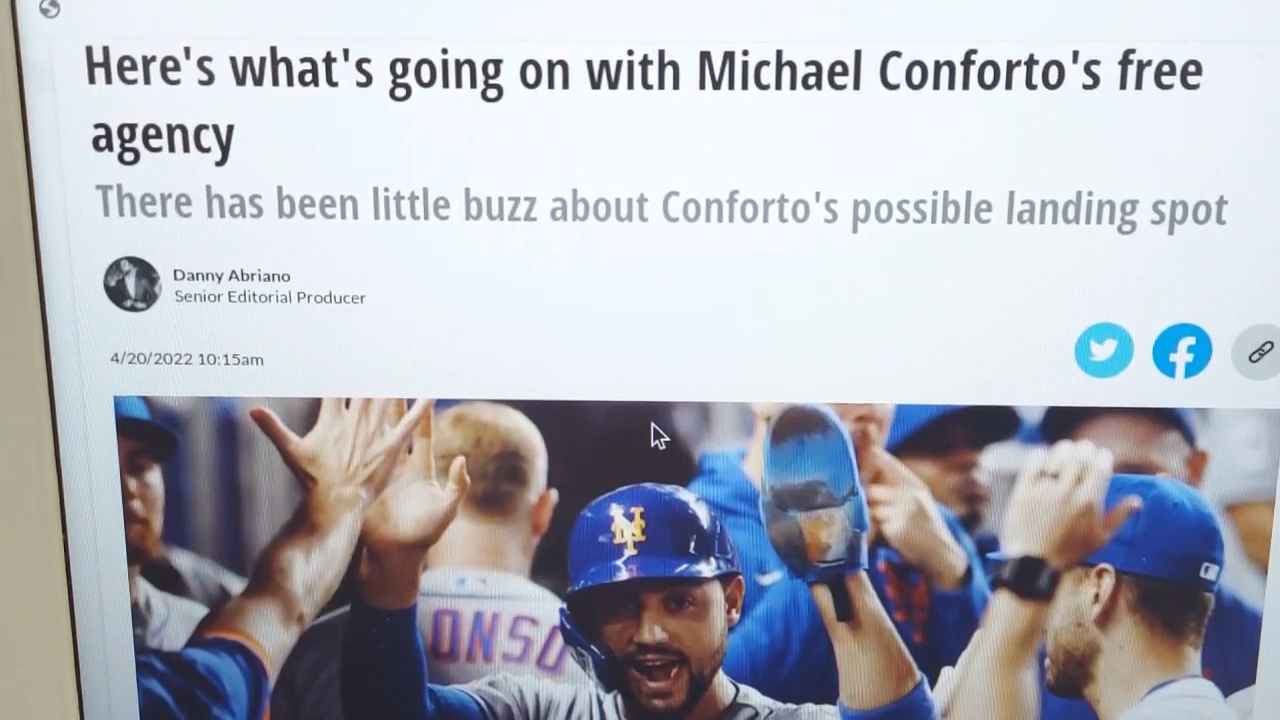 Here's what's going on with Michael Conforto's free
agency
There has been little buzz about Conforto's possible landing spot
Danny Abriano
Senior Editorial Producer
4/20/2022 10:15am
NY
ONSO